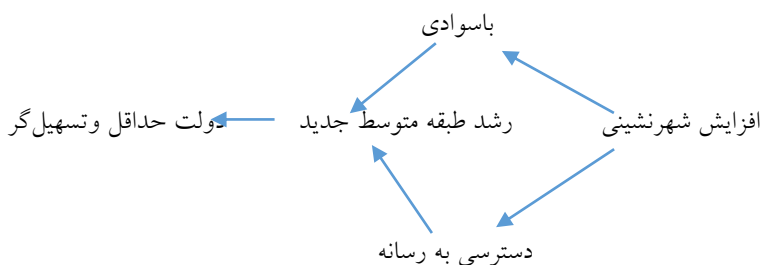 باسوادی
افزایش شهرنشینی رشد طبقه متوسط جدید دولت حداقل وتسهیل‌گر
دسترسی به رسانه